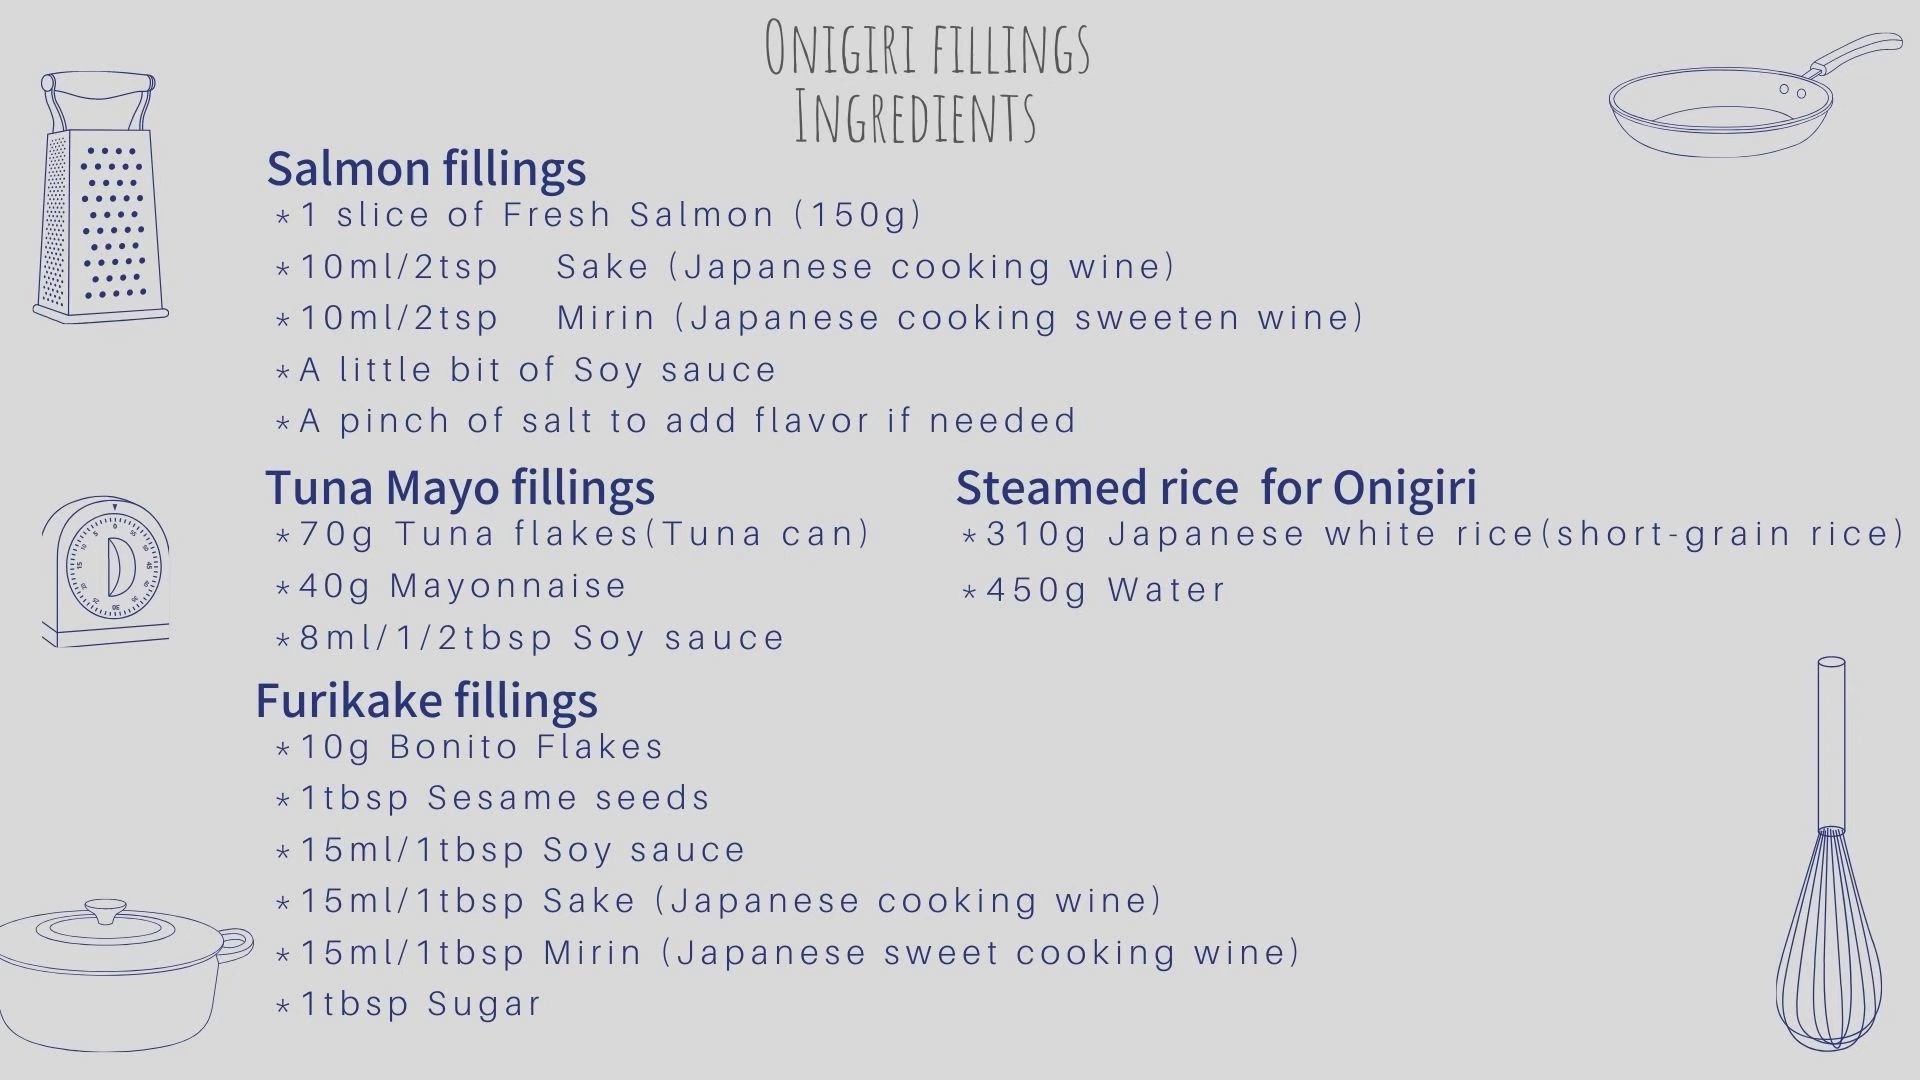 Onigiri fillings
Ingredients
Salmon fillings
*1 slice of Fresh Salmon (150g)
*10ml/2tsp Sake (Japanese cooking wine)
*10ml/2tsp Mirin (Japanese cooking sweeten wine)
*A little bit of Soy sauce
*A pinch of salt to add flavor if needed
Tuna Mayo fillings
*70g Tuna flakes(Tuna can)
*40g Mayonnaise
*8ml/1/2tbsp Soy sauce
Steamed rice for Onigiri
*310g Japanese white rice(short-grain rice)
*450g Water
Furikake fillings
*10g Bonito Flakes
*1tbsp Sesame seeds
*15ml/1tbsp Soy sauce
*15ml/1tbsp Sake (Japanese cooking wine)
*15ml/1tbsp Mirin (Japanese sweet cooking wine)
*1tbsp Sugar